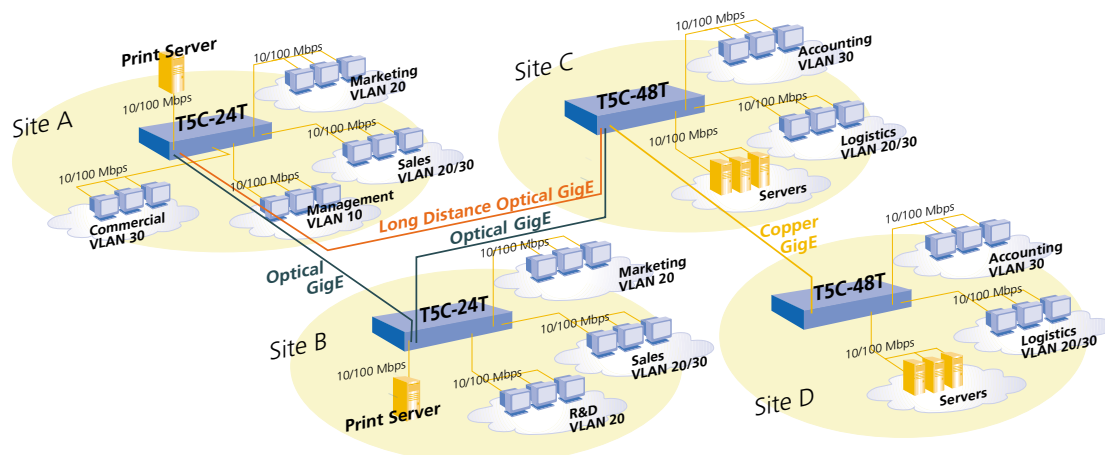 Site A
Print Server
10/100 Mbps
T5C-24T
10/100 Mbps
Marketing
VLAN 20
10/100 Mbps
Sales
VLAN 20/30
10/100 Mbps
Management
VLAN 10
10/100 Mbps
Commercial
VLAN 30
Long Distance Optical GigE
Optical GigE
Optical
GigE
Site C
T5C-48T
10/100 Mbps
Accounting
VLAN 30
10/100 Mbps
Logistics
VLAN 20/30
10/100 Mbps
Servers
Copper
GigE
Site B
T5C-24T
10/100 Mbps
Marketing
VLAN 20
10/100 Mbps
Sales
VLAN 20/30
10/100 Mbps
R&D
VLAN 20
10/100 Mbps
Print Server
Site D
T5C-48T
10/100 Mbps
Accounting
VLAN 30
10/100 Mbps
Logistics
VLAN 20/30
10/100 Mbps
Servers